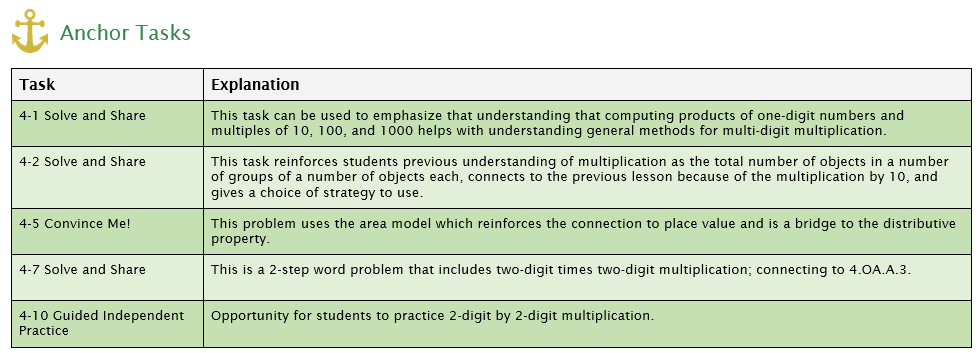 Anchor Tasks
Task Explanation
4-1 Solve and Share This task can be used to emphasize that understanding that computing products of one-digit numbers and
multiples of 10, 100, and 1000 helps with understanding general methods for multi-digit multiplication.
4-2 Solve and Share This task reinforces students previous understanding of multiplication as the total number of objects in a number
of groups of a number of objects each, connects to the previous lesson because of the multiplication by 10, and
gives a choice of strategy to use.
4-5 Convince Me! This problem uses the area model which reinforces the connection to place value and is a bridge to the distributive
property.
4-7 Solve and Share This is a 2-step word problem that includes two-digit times two-digit multiplication; connecting to 4.OA.A.3.
4-10 Guided Independent Opportunity for students to practice 2-digit by 2-digit multiplication.
Practice